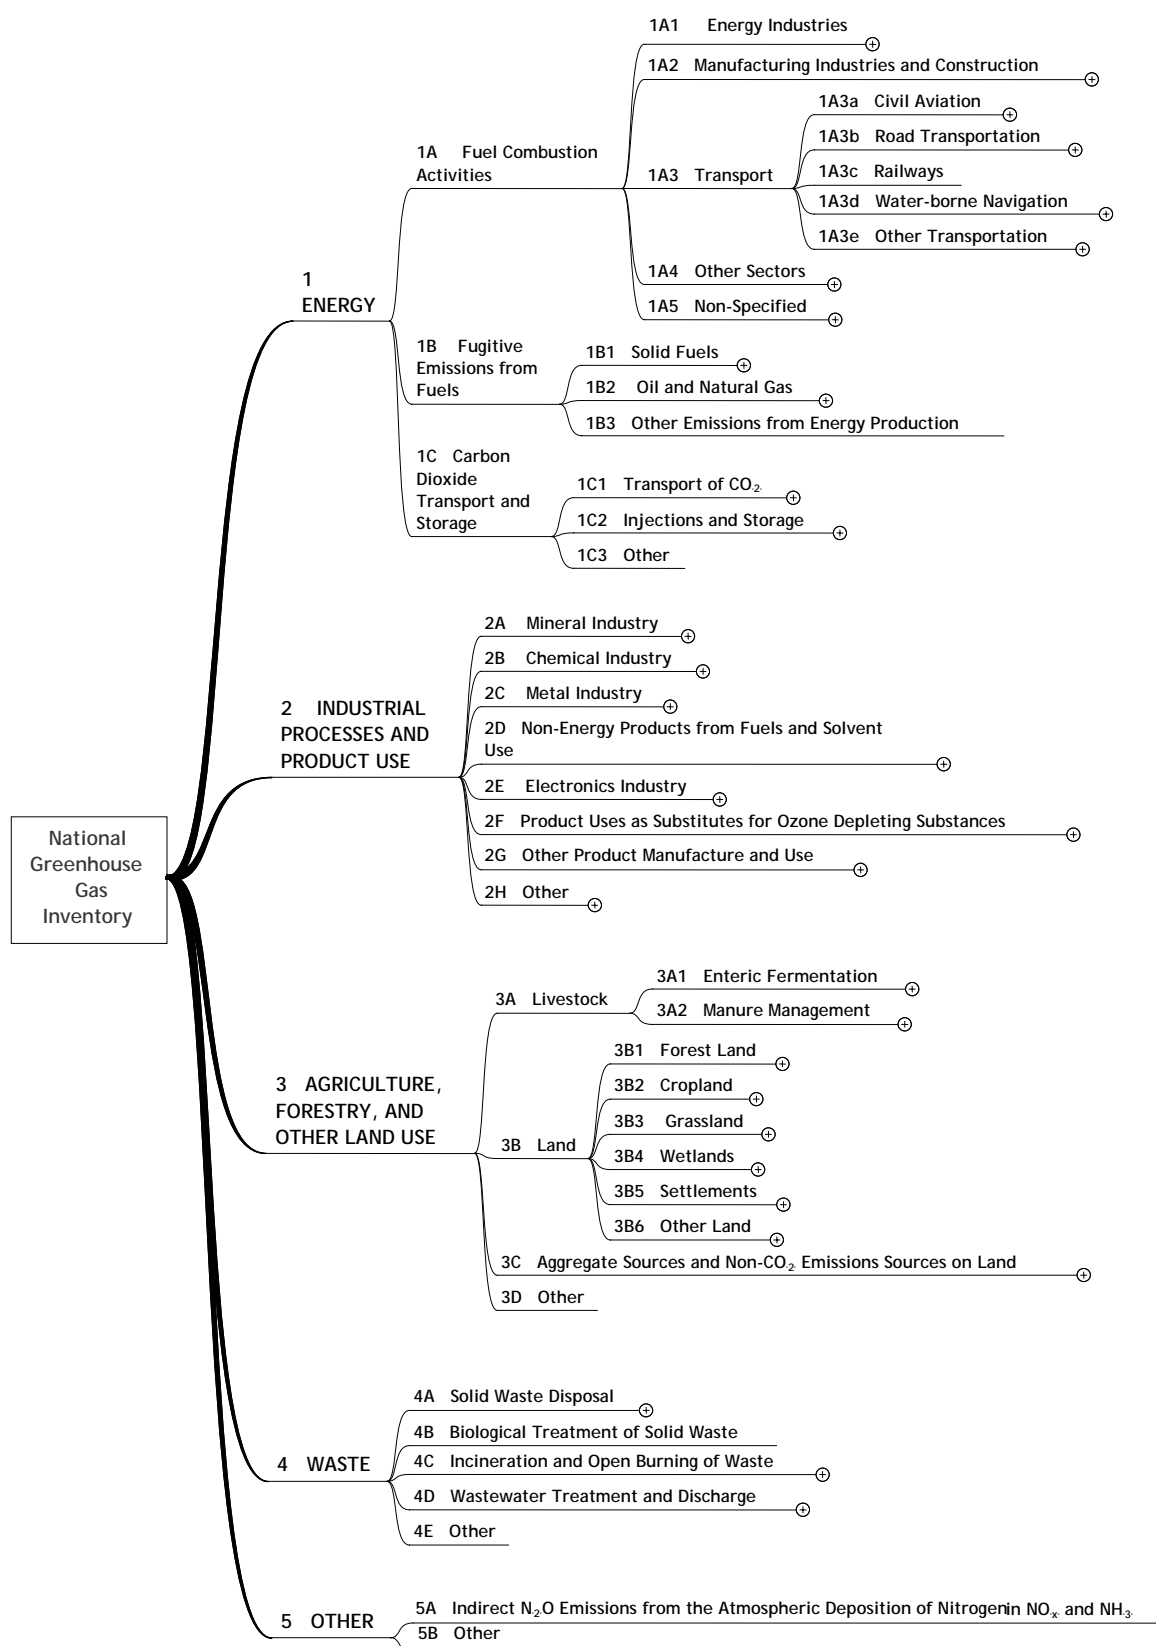 National
Greenhouse
Gas
Inventory
1
ENERGY
1A Fuel Combustion
Activities
1A1 Energy Industries
1A2 Manufacturing Industries and Construction
1A3 Transport
1A3a Civil Aviation
1A3b Road Transportation
1A3c Railways
1A3d Water-borne Navigation
1A3e Other Transportation
1A4 Other Sectors
1A5 Non-Specified
1B Fugitive
Emissions from
Fuels
1B1 Solid Fuels
1B2 Oil and Natural Gas
1B3 Other Emissions from Energy Production
1C Carbon
Dioxide
Transport and
Storage
1C1 Transport of CO₂
1C2 Injections and Storage
1C3 Other
2 INDUSTRIAL
PROCESSES AND
PRODUCT USE
2A Mineral Industry
2B Chemical Industry
2C Metal Industry
2D Non-Energy Products from Fuels and Solvent
Use
2E Electronics Industry
2F Product Uses as Substitutes for Ozone Depleting Substances
2G Other Product Manufacture and Use
2H Other
3 AGRICULTURE,
FORESTRY, AND
OTHER LAND USE
3A Livestock
3A1 Enteric Fermentation
3A2 Manure Management
3B Land
3B1 Forest Land
3B2 Cropland
3B3 Grassland
3B4 Wetlands
3B5 Settlements
3B6 Other Land
3C Aggregate Sources and Non-CO₂ Emissions Sources on Land
3D Other
4 WASTE
4A Solid Waste Disposal
4B Biological Treatment of Solid Waste
4C Incineration and Open Burning of Waste
4D Wastewater Treatment and Discharge
4E Other
5 OTHER
5A Indirect N₂O Emissions from the Atmospheric Deposition of Nitrogenin NOₓ and NH₃
5B Other